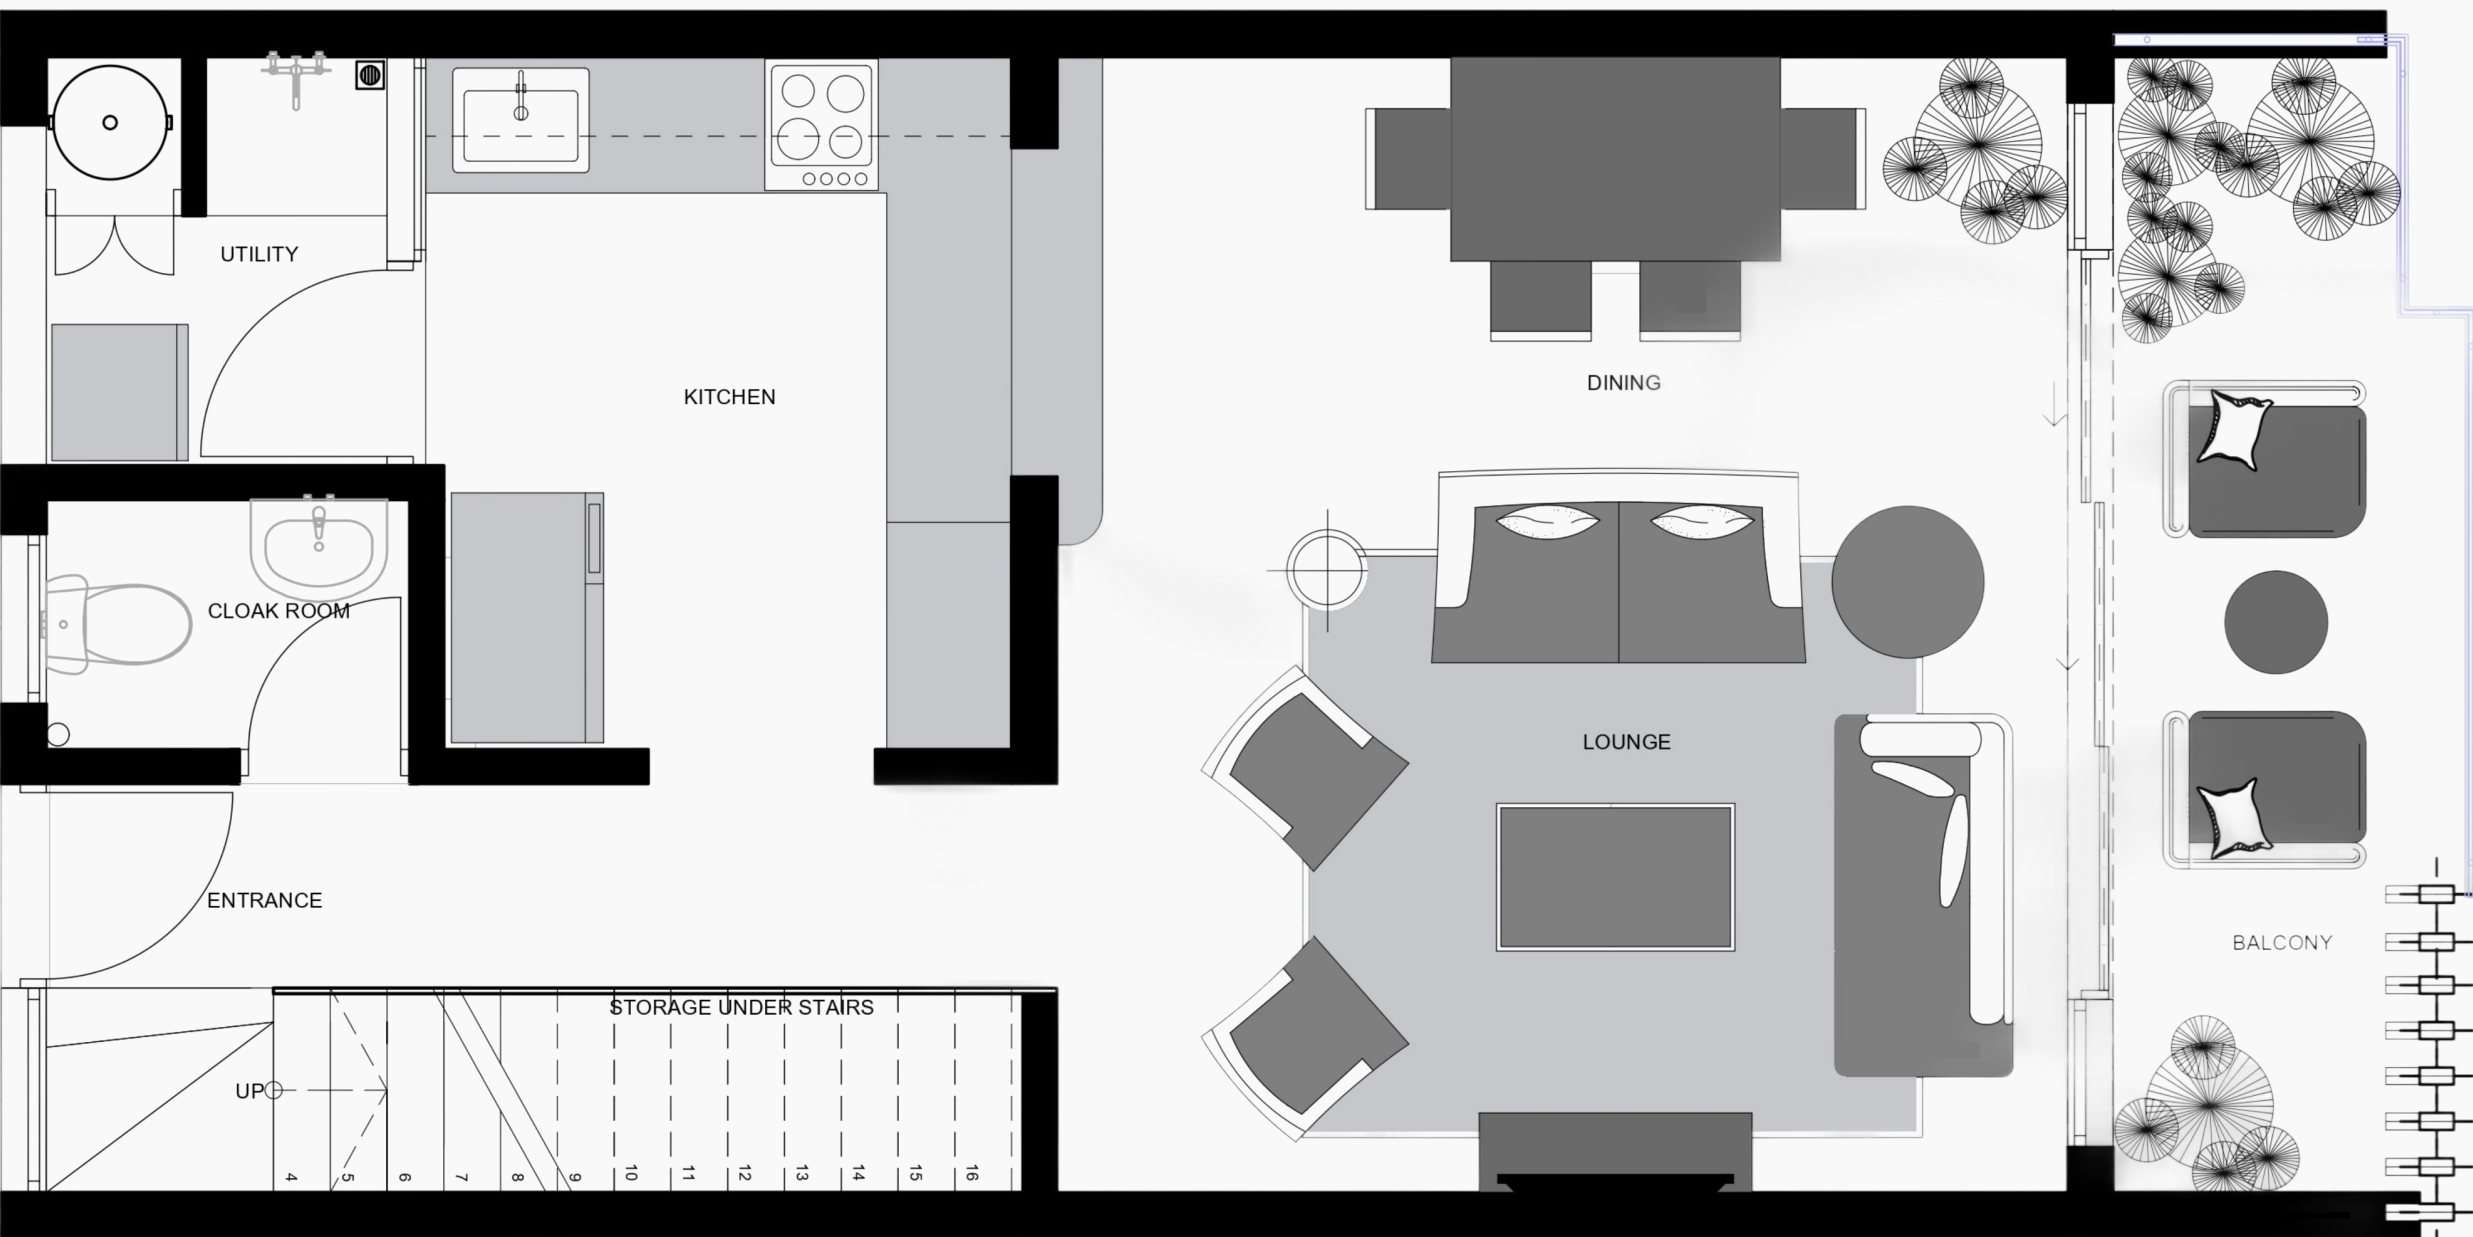 UTILITY
KITCHEN
DINING
CLOAK ROOM
LOUNGE
ENTRANCE
BALCONY
STORAGE UNDER STAIRS
UP
4 5 6 7 8 9 10 11 12 13 14 15 16